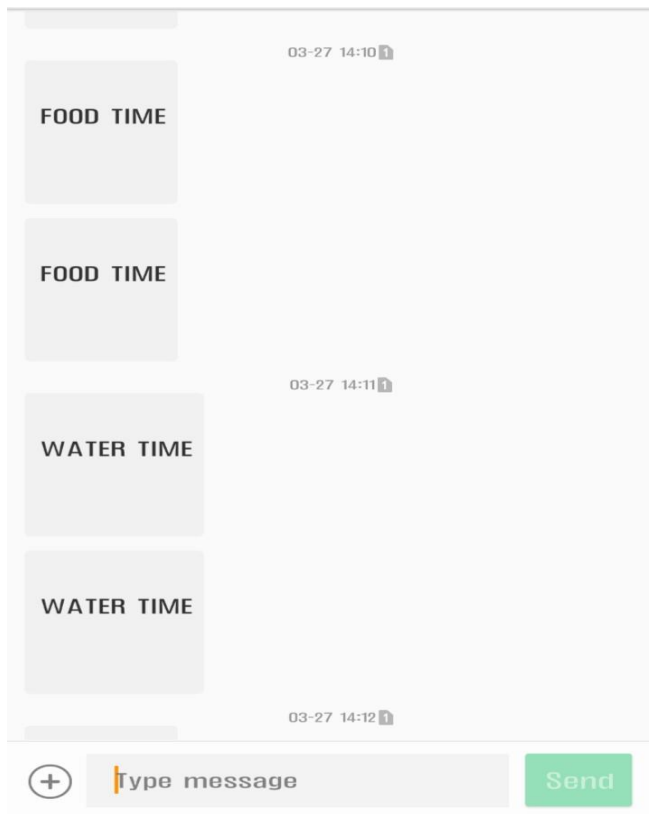 03-27 14:10 1
FOOD TIME
FOOD TIME
03-27 14:11 1
WATER TIME
WATER TIME
03-27 14:12 1
Type message
Send